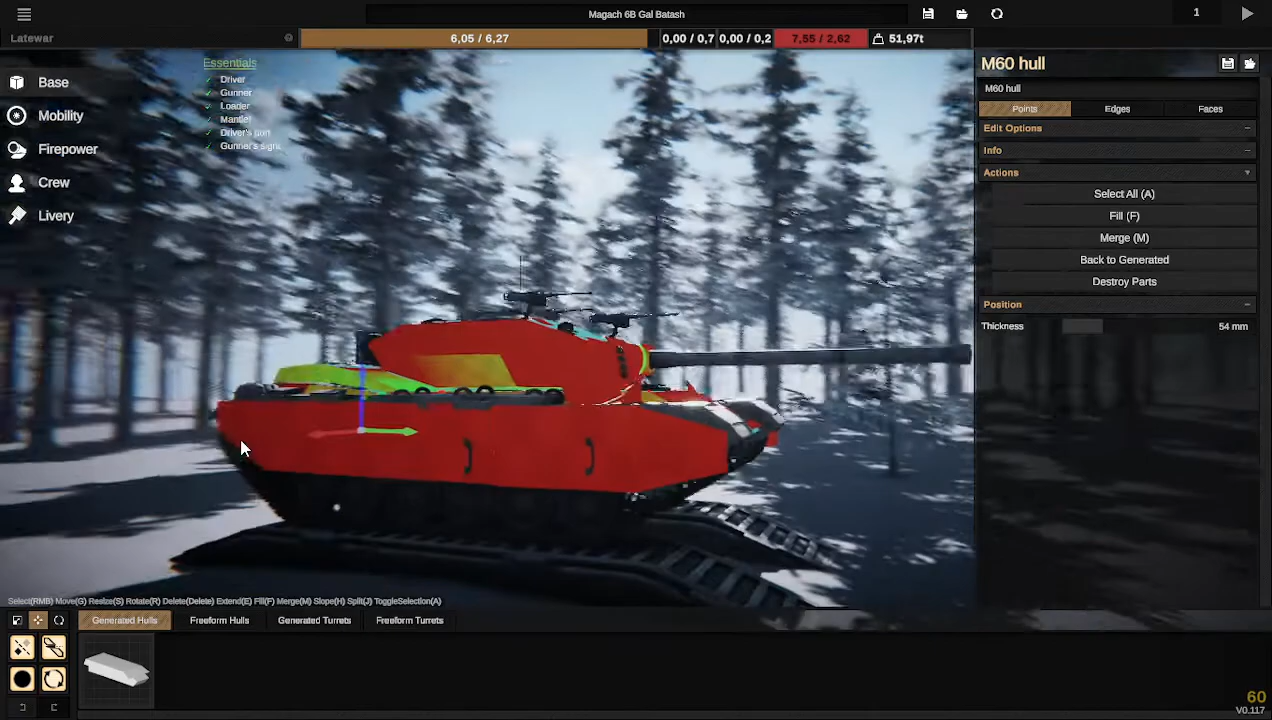 Magach 6B Gal Batash
1
Latewar
6,05 / 6,27
0,00 / 0,7
0,00 / 0,2
7,55 / 2,62
51,97t
M60 hull
M60 hull
Points
Edges
Faces
Edit Options
Info
Actions
Select All (A)
Fill (F)
Merge (M)
Back to Generated
Destroy Parts
Position
Thickness
54 mm
Base
Mobility
Firepower
Crew
Livery
Essentials
Driver
Gunner
Loader
Mantlet
Driver's port
Gunner's sight
Select(RMB) Move(G) Resize(S) Rotate(R) Delete(Delete) Extend(E) Fill(F) Merge(M) Slope(H) Split(J) ToggleSelection(A)
Generated Hulls
Freeform Hulls
Generated Turrets
Freeform Turrets
60
V0.117